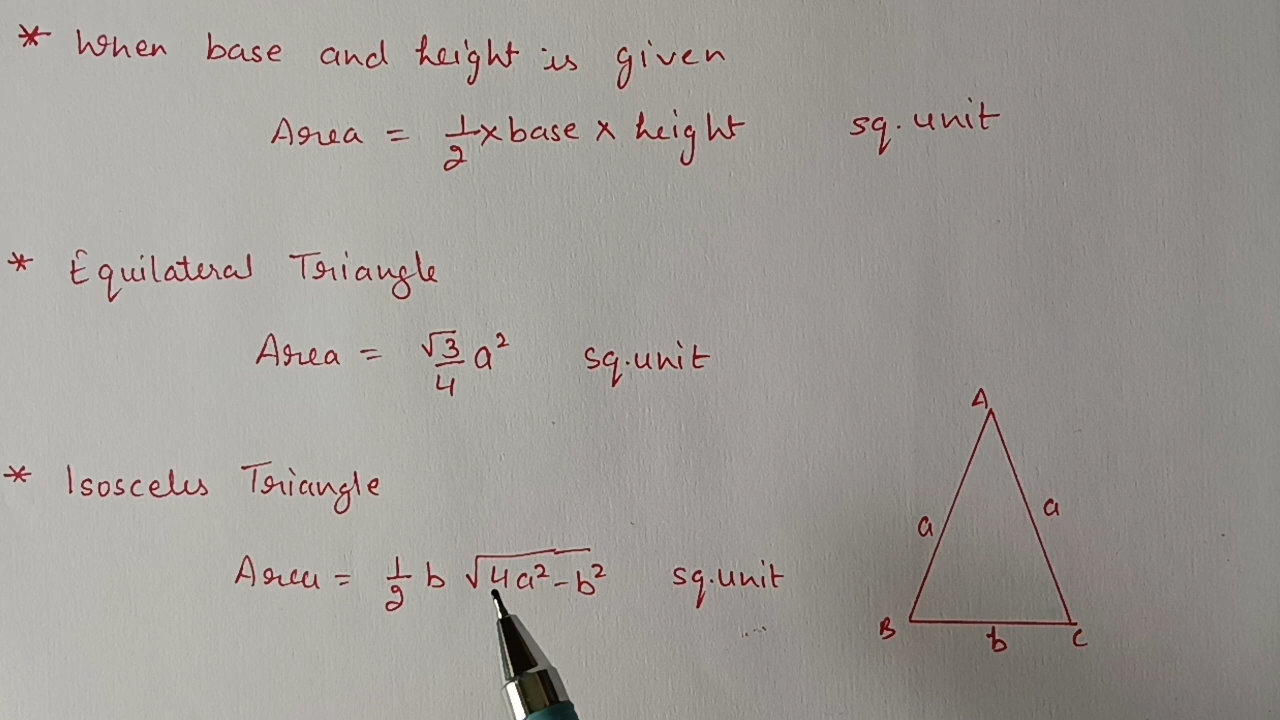 * When base and height is given
Area = 1/2 × base × height sq.unit
* Equilateral Triangle
Area = √3/4 a² sq.unit
* Isosceles Triangle
Area = 1/2 b √(4a²-b²) sq.unit
A
a a
B b C